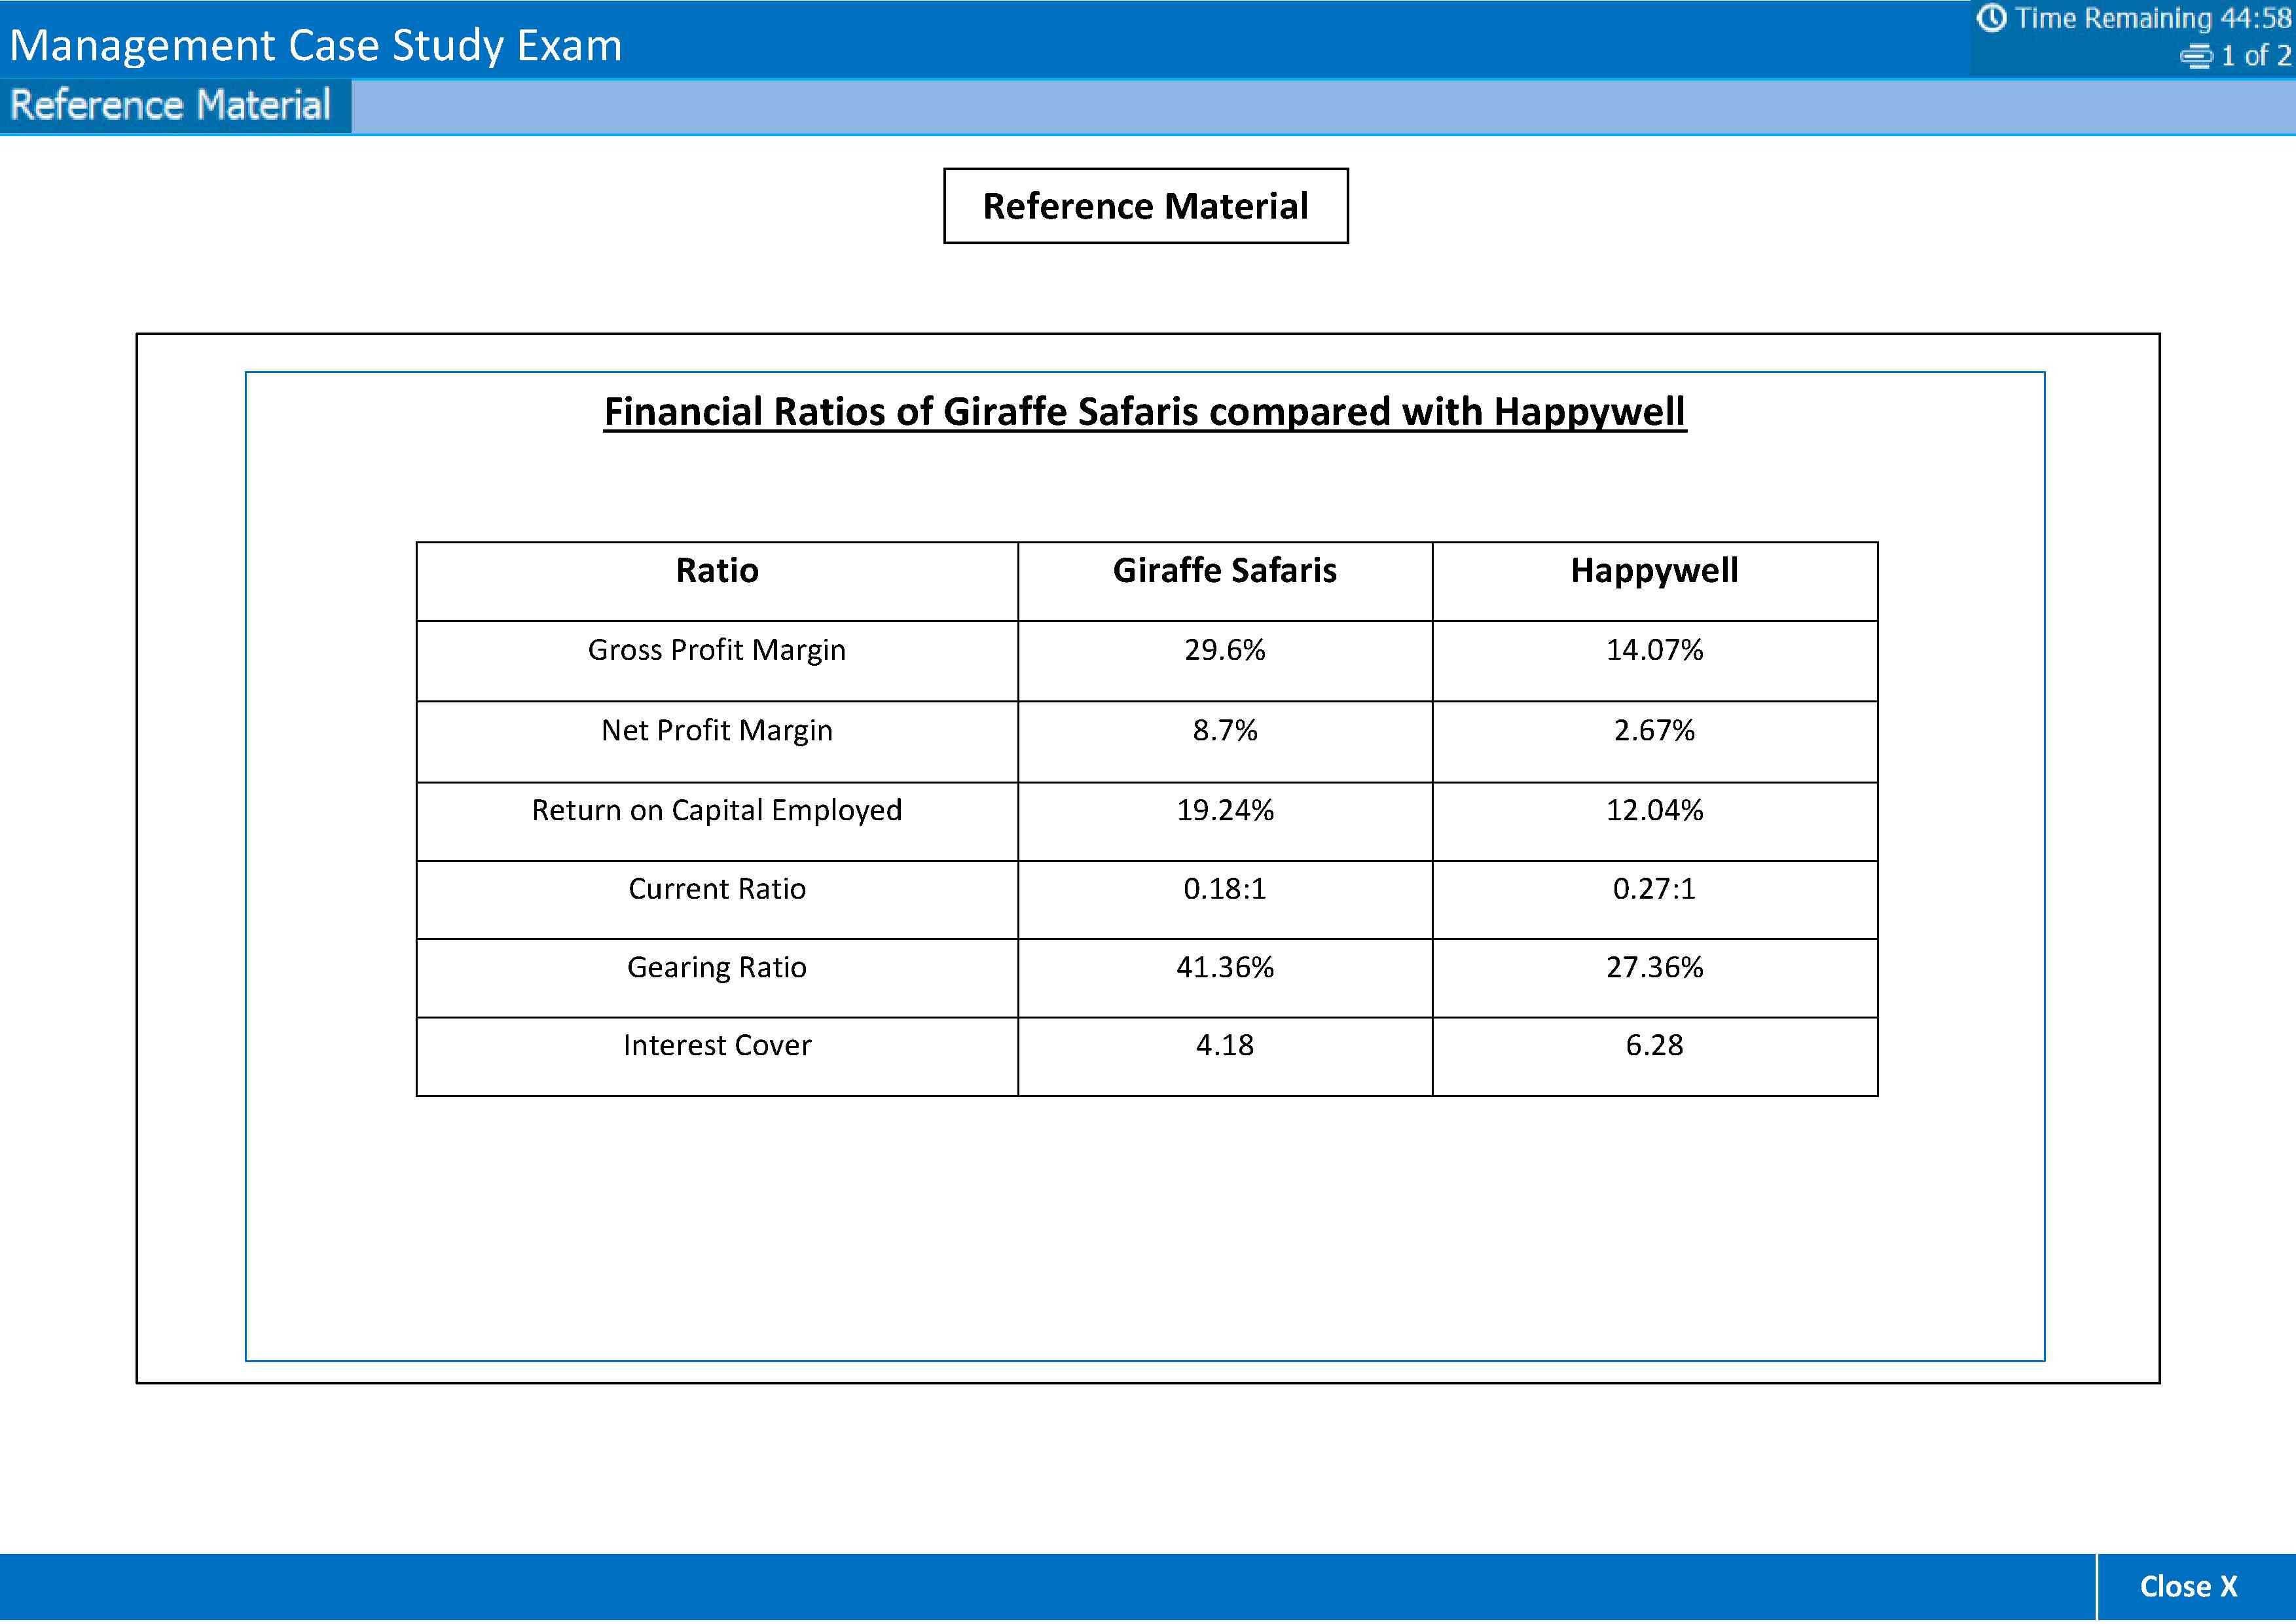 Management Case Study Exam
Time Remaining 44:58
1 of 2
Reference Material
Reference Material
Financial Ratios of Giraffe Safaris compared with Happywell
Ratio Giraffe Safaris Happywell
Gross Profit Margin 29.6% 14.07%
Net Profit Margin 8.7% 2.67%
Return on Capital Employed 19.24% 12.04%
Current Ratio 0.18:1 0.27:1
Gearing Ratio 41.36% 27.36%
Interest Cover 4.18 6.28
Close X